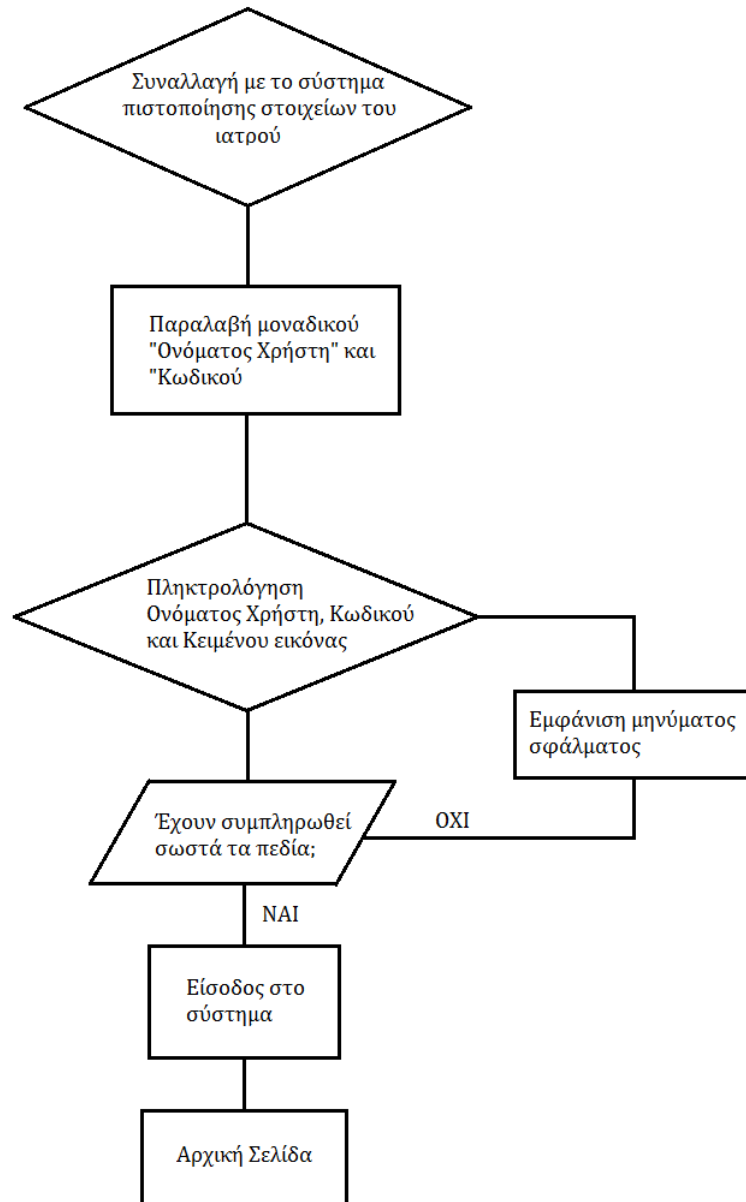 Συναλλαγή με το σύστημα
πιστοποίησης στοιχείων του
ιατρού
Παραλαβή μοναδικού
"Ονόματος Χρήστη" και
"Κωδικού
Πληκτρολόγηση
Ονόματος Χρήστη, Κωδικού
και Κειμένου εικόνας
Εμφάνιση μηνύματος
σφάλματος
Έχουν συμπληρωθεί
σωστά τα πεδία;
ΟΧΙ
ΝΑΙ
Είσοδος στο
σύστημα
Αρχική Σελίδα